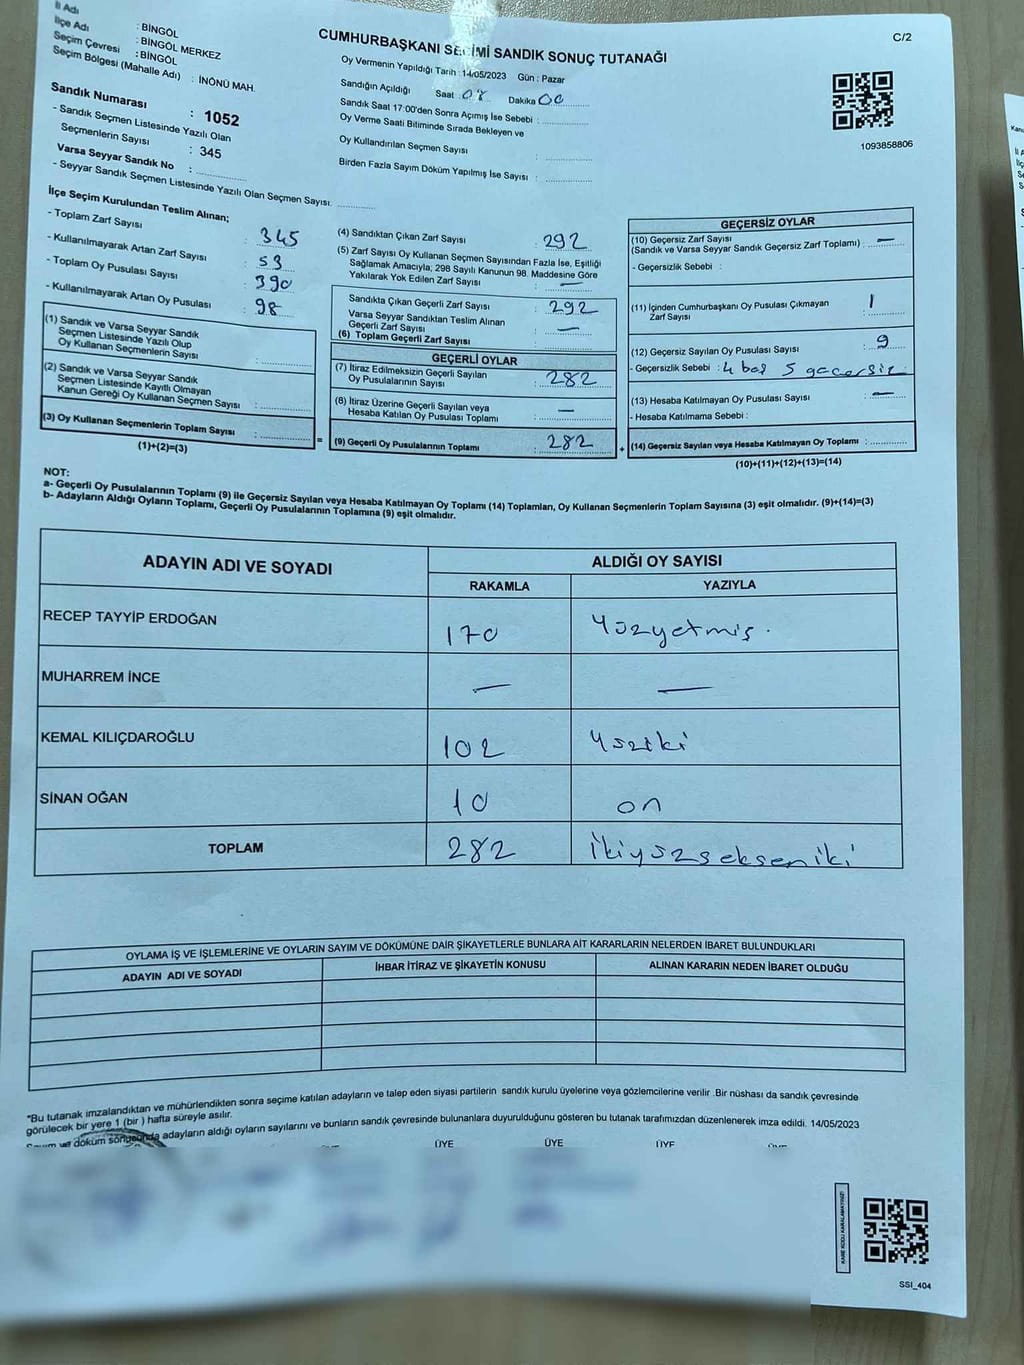 İl Adı
İlçe Adı : BİNGÖL
Seçim Çevresi : BİNGÖL MERKEZ
Seçim Bölgesi (Mahalle Adı) : BİNGÖL
: İNÖNÜ MAH.
Sandık Numarası : 1052
- Sandık Seçmen Listesinde Yazılı Olan
Seçmenlerin Sayısı : 345
Varsa Seyyar Sandık No :
- Seyyar Sandık Seçmen Listesinde Yazılı Olan Seçmen Sayısı:
CUMHURBAŞKANI SEÇİMİ SANDIK SONUÇ TUTANAĞI
C/2
Oy Vermenin Yapıldığı Tarih : 14/05/2023 Gün : Pazar
Sandığın Açıldığı Saat : 08 Dakika 00
Sandık Saat 17:00'den Sonra Açımış İse Sebebi :
Oy Verme Saati Bitiminde Sırada Bekleyen ve
Oy Kullandırılan Seçmen Sayısı :
Birden Fazla Sayım Döküm Yapılmış İse Sayısı :
1093858806
İlçe Seçim Kurulundan Teslim Alınan;
- Toplam Zarf Sayısı : 345
- Kullanılmayarak Artan Zarf Sayısı : 53
- Toplam Oy Pusulası Sayısı : 390
- Kullanılmayarak Artan Oy Pusulası : 98
(1) Sandık ve Varsa Seyyar Sandık
Seçmen Listesinde Yazılı Olup
Oy Kullanan Seçmenlerin Sayısı :
(2) Sandık ve Varsa Seyyar Sandık
Seçmen Listesinde Kayıtlı Olmayan
Kanun Gereği Oy Kullanan Seçmen Sayısı :
(3) Oy Kullanan Seçmenlerin Toplam Sayısı :
(1)+(2)=(3)
(4) Sandıktan Çıkan Zarf Sayısı : 292
(5) Zarf Sayısı Oy Kullanan Seçmen Sayısından Fazla İse, Eşitliği
Sağlamak Amacıyla; 298 Sayılı Kanunun 98. Maddesine Göre
Yakılarak Yok Edilen Zarf Sayısı : —
Sandıkta Çıkan Geçerli Zarf Sayısı : 292
Varsa Seyyar Sandıktan Teslim Alınan
Geçerli Zarf Sayısı : —
(6) Toplam Geçerli Zarf Sayısı :
GEÇERLİ OYLAR
(7) İtiraz Edilmeksizin Geçerli Sayılan
Oy Pusulalarının Sayısı : 282
(8) İtiraz Üzerine Geçerli Sayılan veya
Hesaba Katılan Oy Pusulası Toplamı : —
= (9) Geçerli Oy Pusulalarının Toplamı : 282 +
GEÇERSİZ OYLAR
(10) Geçersiz Zarf Sayısı
(Sandık ve Varsa Seyyar Sandık Geçersiz Zarf Toplamı) : —
- Geçersizlik Sebebi :
(11) İçinden Cumhurbaşkanı Oy Pusulası Çıkmayan
Zarf Sayısı : 1
(12) Geçersiz Sayılan Oy Pusulası Sayısı : 9
- Geçersizlik Sebebi : 4 boş 5 geçersiz
(13) Hesaba Katılmayan Oy Pusulası Sayısı : —
- Hesaba Katılmama Sebebi :
(14) Geçersiz Sayılan veya Hesaba Katılmayan Oy Toplamı :
(10)+(11)+(12)+(13)=(14)
NOT:
a- Geçerli Oy Pusulalarının Toplamı (9) ile Geçersiz Sayılan veya Hesaba Katılmayan Oy Toplamı (14) Toplamları, Oy Kullanan Seçmenlerin Toplam Sayısına (3) eşit olmalıdır. (9)+(14)=(3)
b- Adayların Aldığı Oyların Toplamı, Geçerli Oy Pusulalarının Toplamına (9) eşit olmalıdır.
ADAYIN ADI VE SOYADI ALDIĞI OY SAYISI
RAKAMLA YAZIYLA
RECEP TAYYİP ERDOĞAN 170 Yüzyetmiş.
MUHARREM İNCE — —
KEMAL KILIÇDAROĞLU 102 Yüziki
SİNAN OĞAN 10 on
TOPLAM 282 İkiyüzsekseniki
OYLAMA İŞ VE İŞLEMLERİNE VE OYLARIN SAYIM VE DÖKÜMÜNE DAİR ŞİKAYETLERLE BUNLARA AİT KARARLARIN NELERDEN İBARET BULUNDUKLARI
ADAYIN ADI VE SOYADI İHBAR İTİRAZ VE ŞİKAYETİN KONUSU ALINAN KARARIN NEDEN İBARET OLDUĞU
*Bu tutanak imzalandıktan ve mühürlendikten sonra seçime katılan adayların ve talep eden siyasi partilerin sandık kurulu üyelerine veya gözlemcilerine verilir .Bir nüshası da sandık çevresinde
görülecek bir yere 1 (bir ) hafta süreyle asılır.
Sayım ve döküm sonucunda adayların aldığı oyların sayılarını ve bunların sandık çevresinde bulunanlara duyurulduğunu gösteren bu tutanak tarafımızdan düzenlenerek imza edildi. 14/05/2023
ÜYE ÜYE ÜYE
KARE KODU KARALAMAYINIZ!
SSI_404